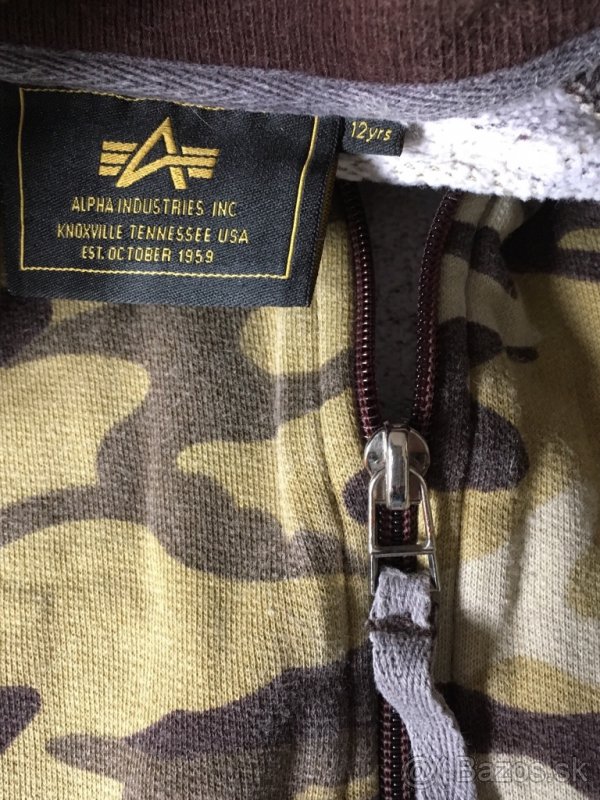 12yrs
ALPHA INDUSTRIES INC
KNOXVILLE TENNESSEE USA
EST. OCTOBER 1959
Bazos.sk